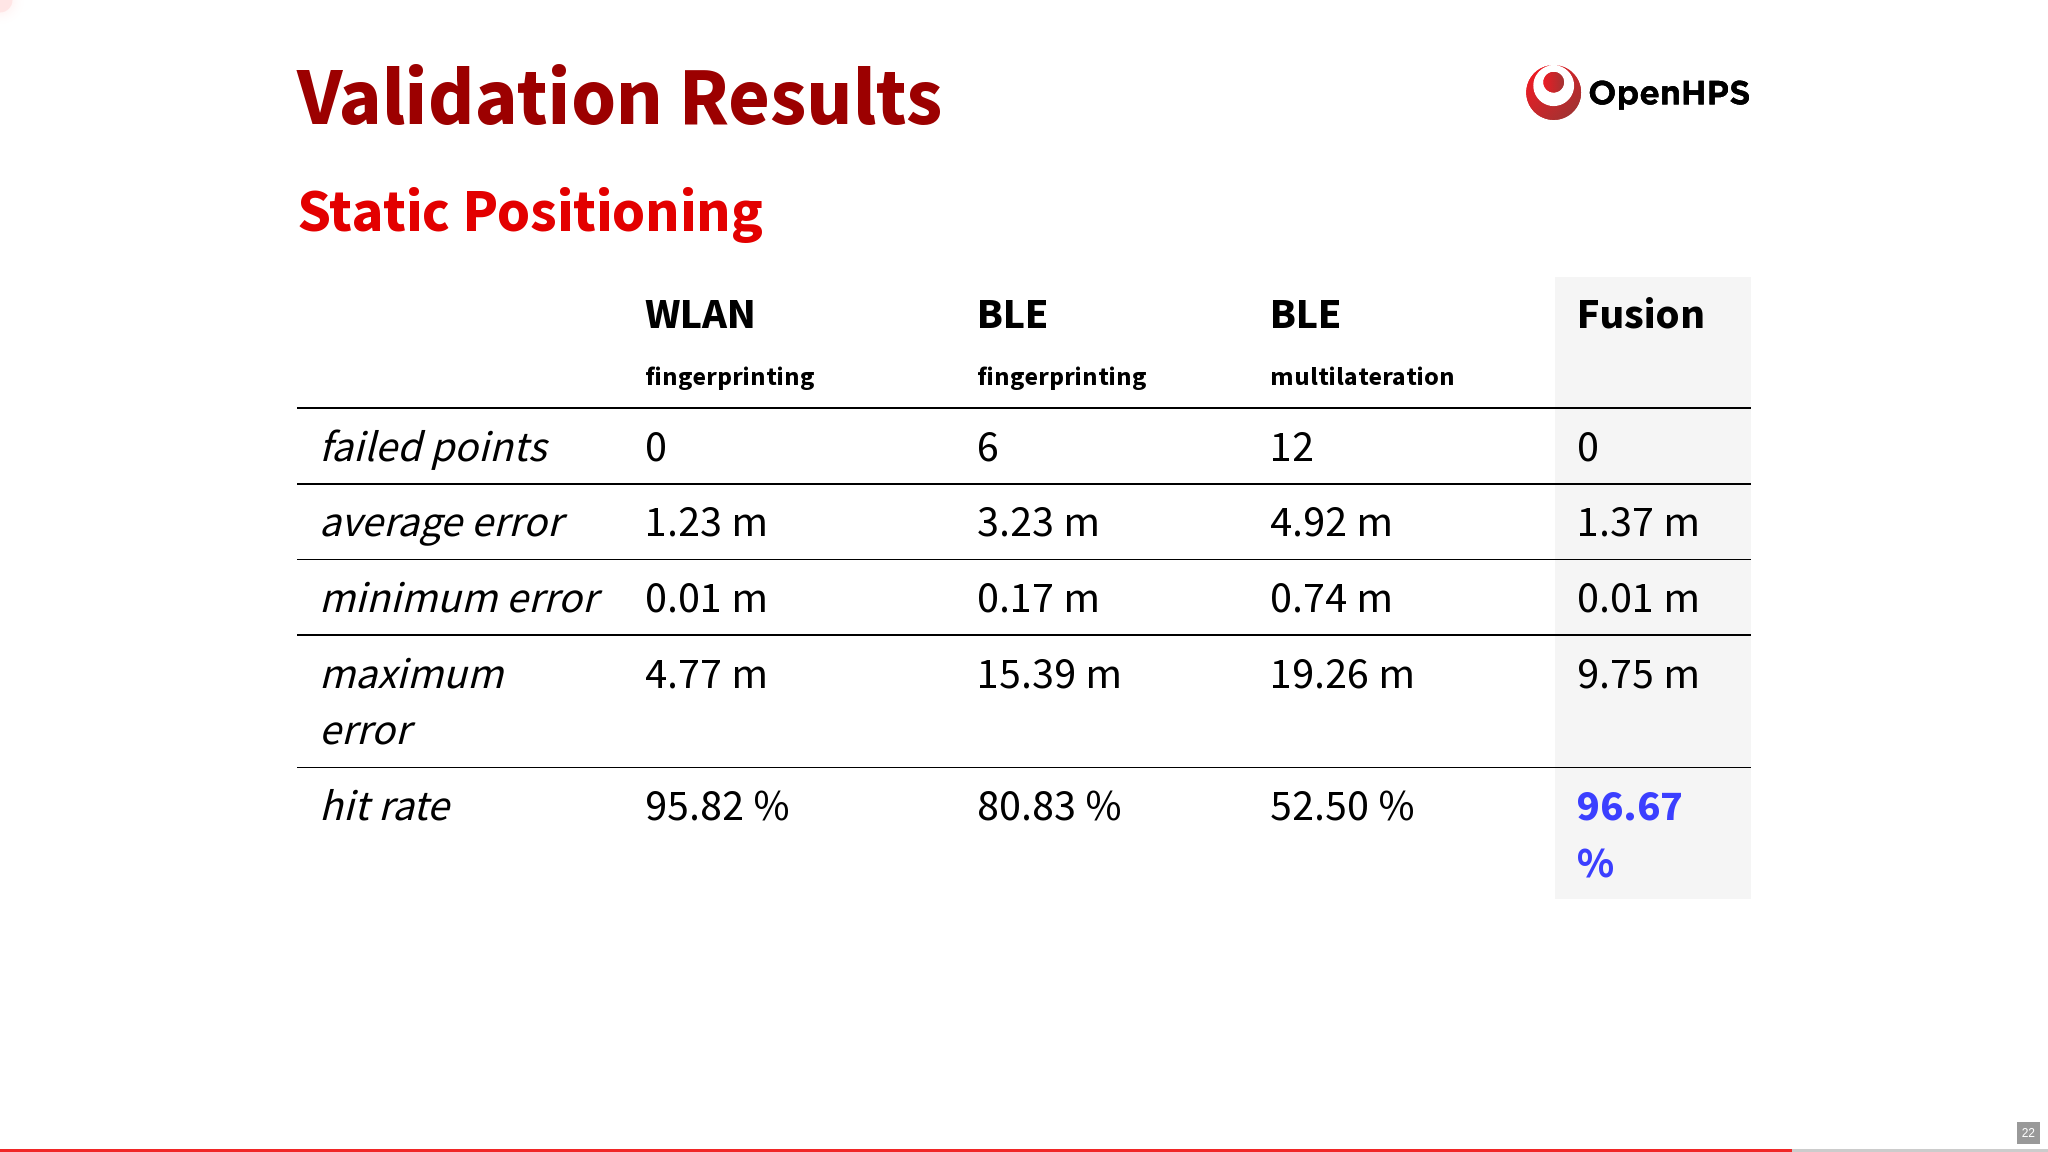 Validation Results
OpenHPS
Static Positioning
WLAN BLE BLE Fusion
fingerprinting fingerprinting multilateration
failed points 0 6 12 0
average error 1.23 m 3.23 m 4.92 m 1.37 m
minimum error 0.01 m 0.17 m 0.74 m 0.01 m
maximum 4.77 m 15.39 m 19.26 m 9.75 m
error
hit rate 95.82 % 80.83 % 52.50 % 96.67
%
22